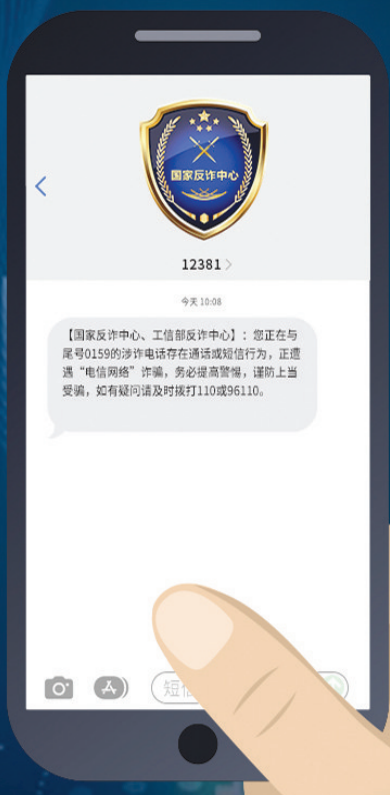 国家反诈中心
12381
今天 10:08
【国家反诈中心、工信部反诈中心】：您正在与
尾号0159的涉诈电话存在通话或短信行为，正遭
遇“电信网络”诈骗，务必提高警惕，谨防上当
受骗，如有疑问请及时拨打110或96110。
短信